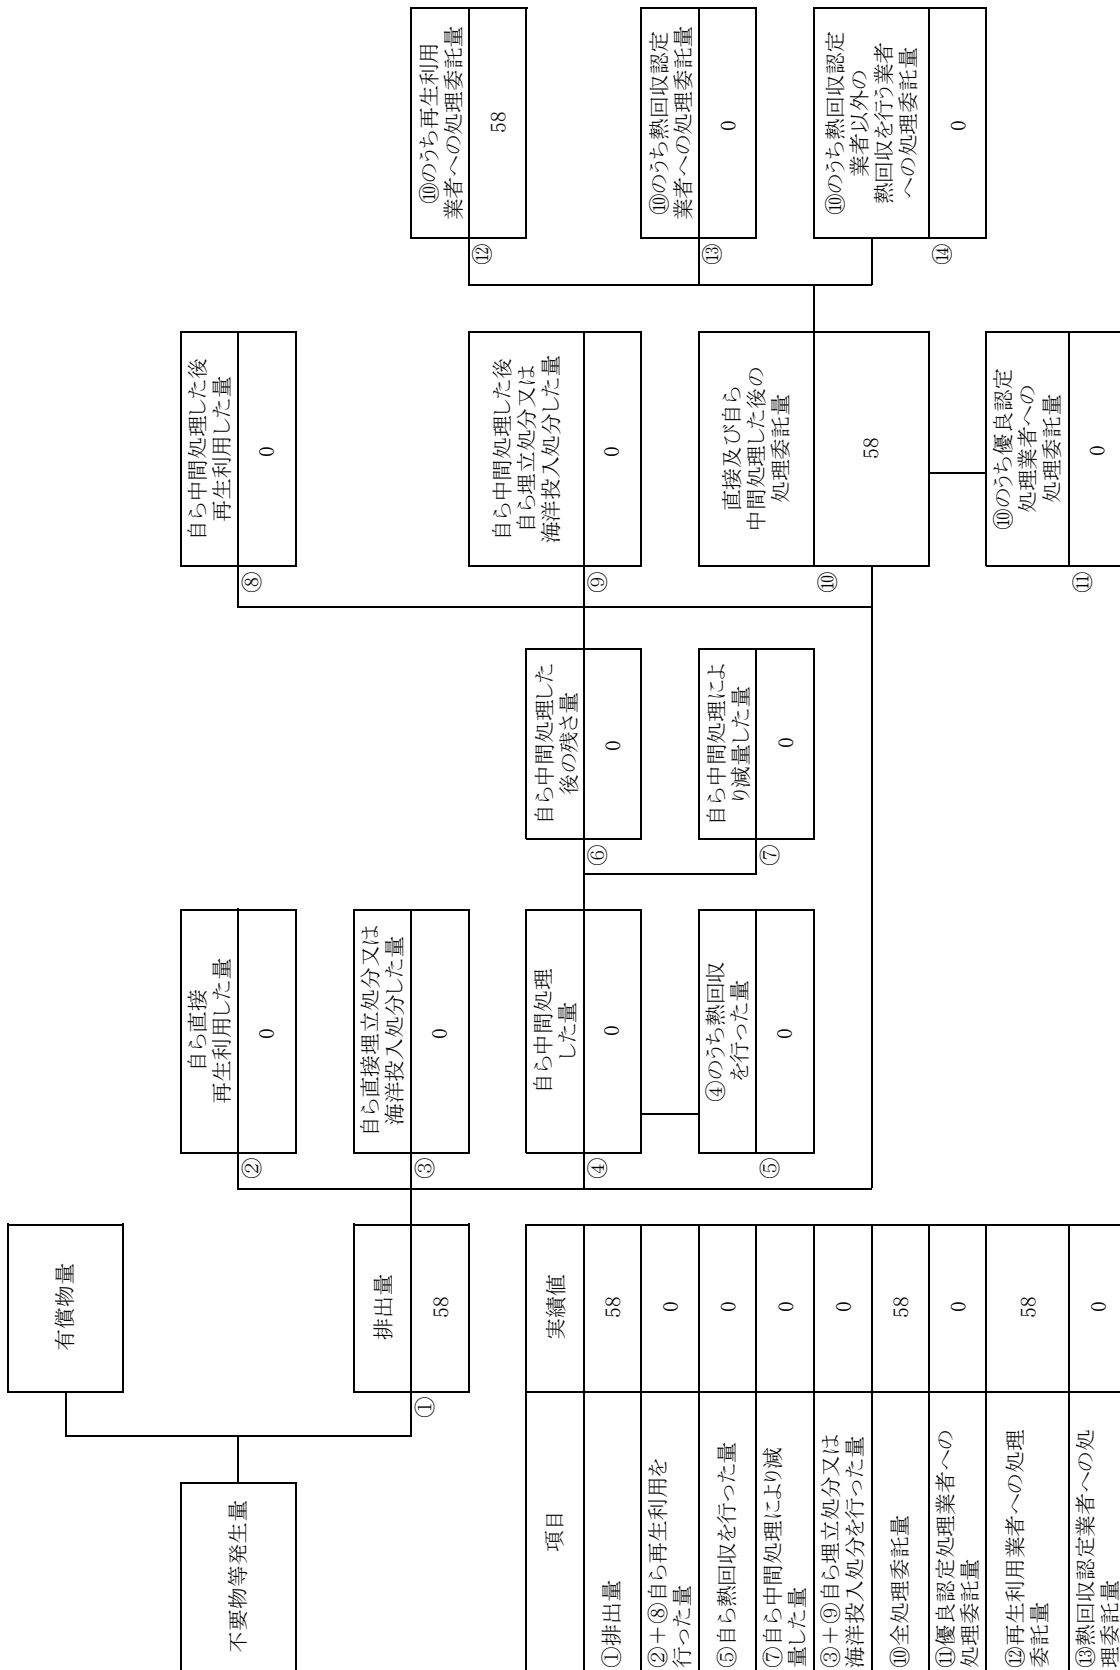 不要物等発生量
有償物量
排出量
①
58
自ら直接
再生利用した量
②
0
自ら直接埋立処分又は
海洋投入処分した量
③
0
自ら中間処理
した量
④
0
④のうち熱回収
を行った量
⑤
0
自ら中間処理した
後の残さ量
⑥
0
自ら中間処理によ
り減量した量
⑦
0
自ら中間処理した後
再生利用した量
⑧
0
自ら中間処理した後
自ら埋立処分又は
海洋投入処分した量
⑨
0
直接及び自ら
中間処理した後の
処理委託量
⑩
58
⑩のうち優良認定
処理業者への
処理委託量
⑪
0
⑩のうち再生利用
業者への処理委託量
⑫
58
⑩のうち熱回収認定
業者への処理委託量
⑬
0
⑩のうち熱回収認定
業者以外の
熱回収を行う業者
への処理委託量
⑭
0
項目
実績値
①排出量
58
②+⑧自ら再生利用を
行った量
0
⑤自ら熱回収を行った量
0
⑦自ら中間処理により減
量した量
0
③+⑨自ら埋立処分又は
海洋投入処分を行った量
0
⑩全処理委託量
58
⑪優良認定処理業者への
処理委託量
0
⑫再生利用業者への処理
委託量
58
⑬熱回収認定業者への処
理委託量
0